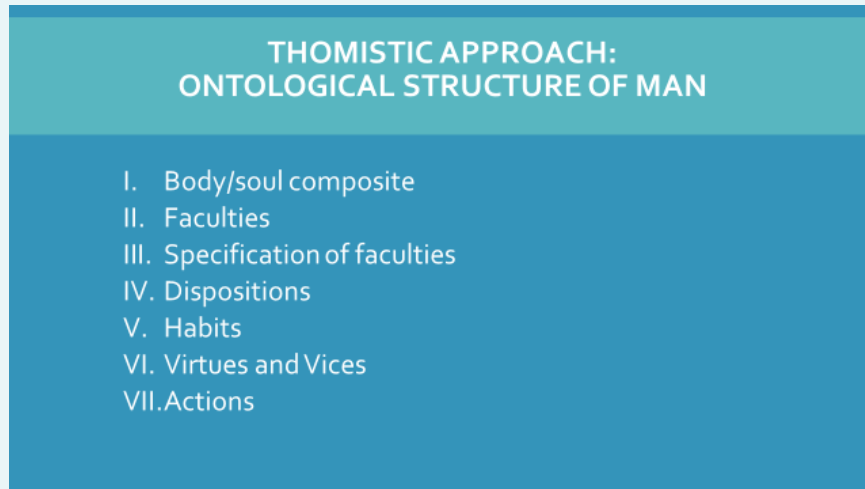 THOMISTIC APPROACH:
ONTOLOGICAL STRUCTURE OF MAN
I. Body/soul composite
II. Faculties
III. Specification of faculties
IV. Dispositions
V. Habits
VI. Virtues and Vices
VII. Actions